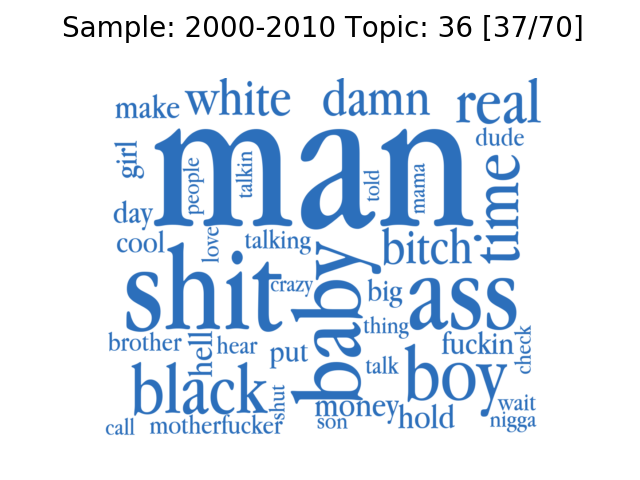 Sample: 2000-2010 Topic: 36 [37/70]
make white damn real
girl man dude
people talkin told mama time
day
cool love talking bitch
shit crazy baby big ass
thing
brother hell hear put fuckin check
talk boy
black shut money hold wait
call motherfucker son nigga